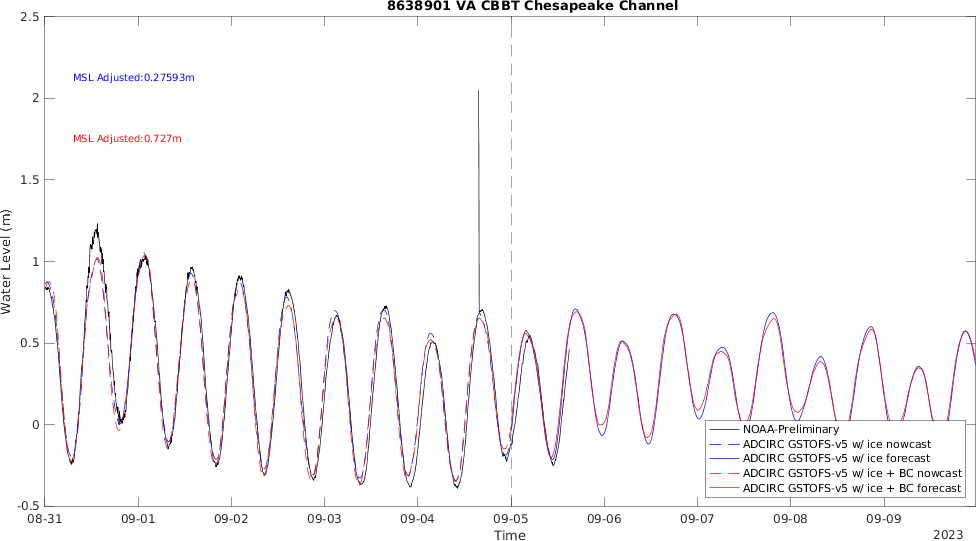 8638901 VA CBBT Chesapeake Channel
2.5
2
1.5
1
0.5
0
-0.5
Water Level (m)
MSL Adjusted:0.27593m
MSL Adjusted:0.727m
NOAA-Preliminary
ADCIRC GSTOFS-v5 w/ ice nowcast
ADCIRC GSTOFS-v5 w/ ice forecast
ADCIRC GSTOFS-v5 w/ ice + BC nowcast
ADCIRC GSTOFS-v5 w/ ice + BC forecast
08-31 09-01 09-02 09-03 09-04 09-05 09-06 09-07 09-08 09-09
Time
2023